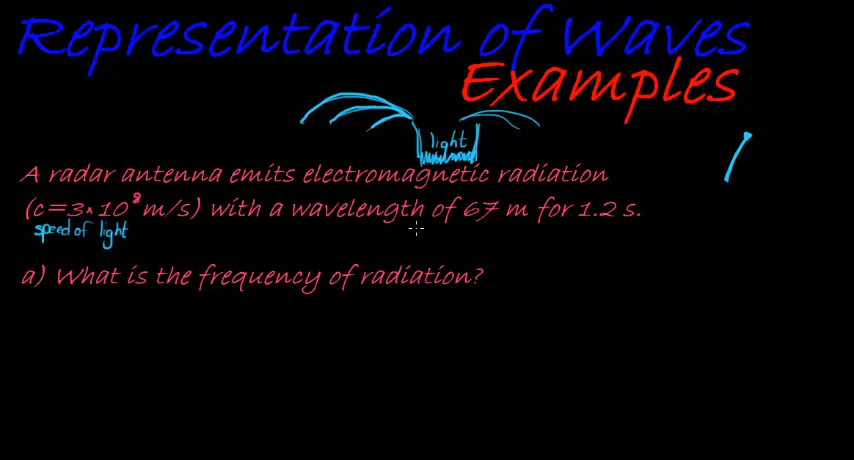 Representation of Waves
Examples
light
A radar antenna emits electromagnetic radiation
(c=3×10⁸m/s) with a wavelength of 67 m for 1.2 s.
speed of light
a) What is the frequency of radiation?